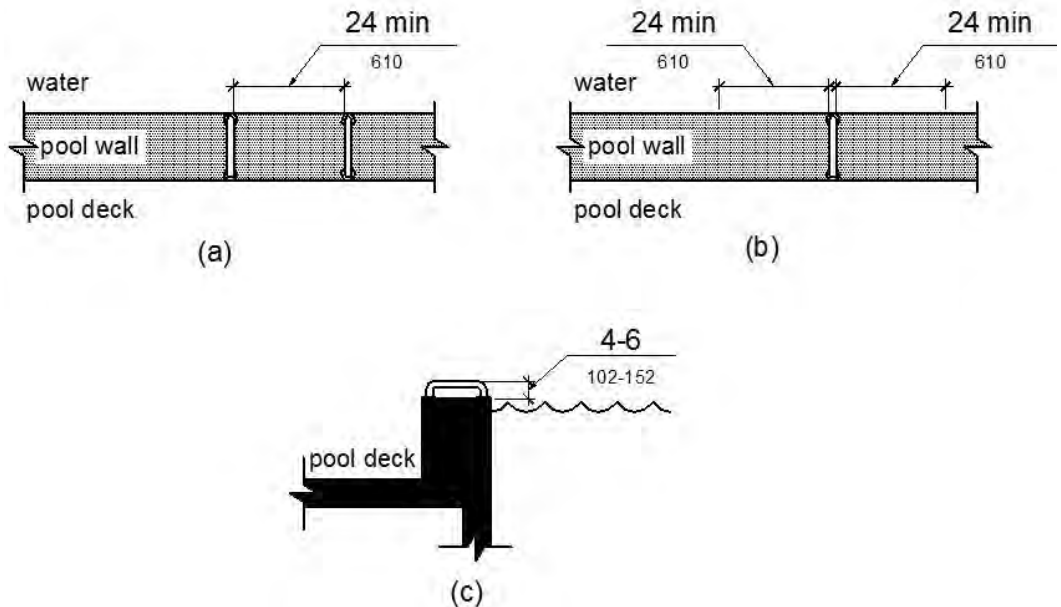 24 min
610
water
pool wall
pool deck
(a)
24 min
610
24 min
610
water
pool wall
pool deck
(b)
4-6
102-152
pool deck
(c)